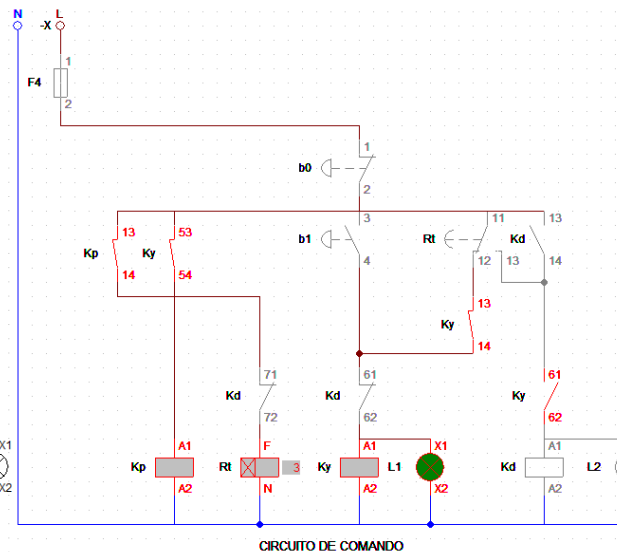 N L
-X
1
F4
2
1
b0
2
3 11 13
13 53
b1 Rt Kd
Kp Ky
4 12 13 14
14 54
13
Ky
14
71 61 61
Kd Kd Ky
72 62 62
X1 A1 F A1 X1 A1
Kp Rt 3 Ky L1 Kd L2
X2 A2 N A2 X2 A2
CIRCUITO DE COMANDO